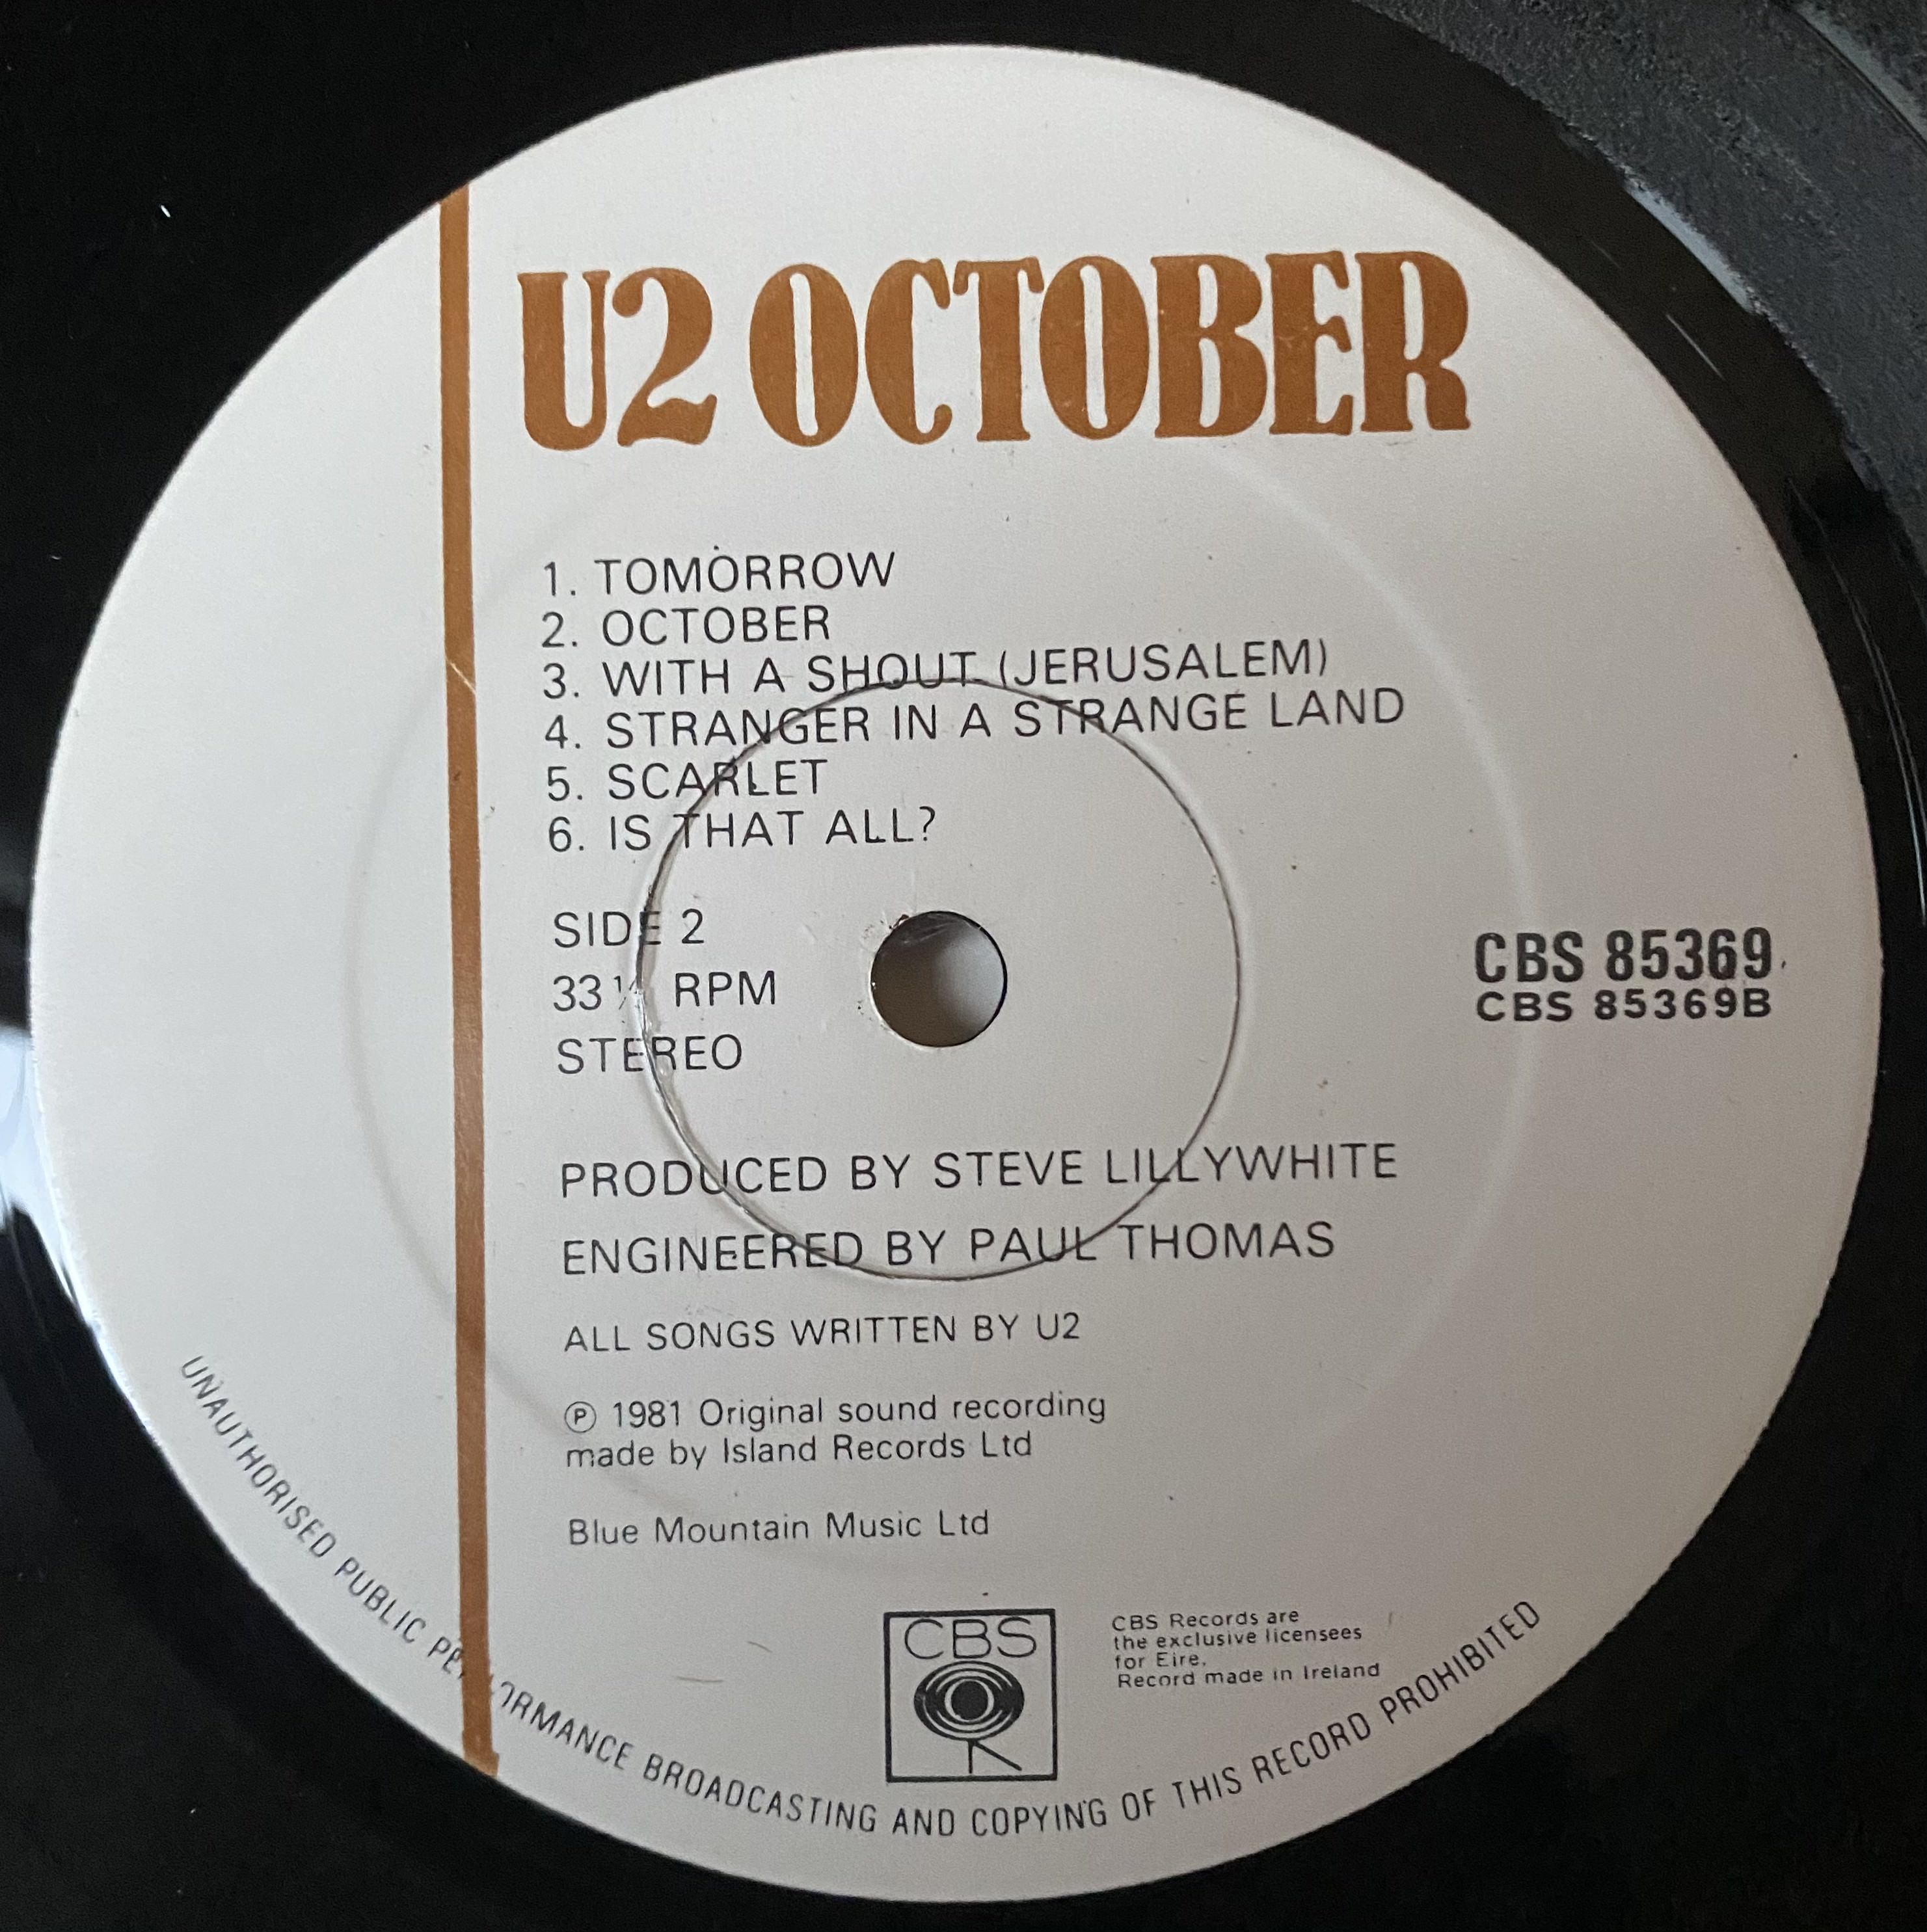 U2 OCTOBER
1. TOMORROW
2. OCTOBER
3. WITH A SHOUT (JERUSALEM)
4. STRANGER IN A STRANGE LAND
5. SCARLET
6. IS THAT ALL?
SIDE 2
33 1/3 RPM
STEREO
CBS 85369
CBS 85369B
PRODUCED BY STEVE LILLYWHITE
ENGINEERED BY PAUL THOMAS
ALL SONGS WRITTEN BY U2
Ⓟ 1981 Original sound recording
made by Island Records Ltd
Blue Mountain Music Ltd
CBS
CBS Records are
the exclusive licensees
for Eire.
Record made in Ireland
UNAUTHORISED PUBLIC PERFORMANCE BROADCASTING AND COPYING OF THIS RECORD PROHIBITED